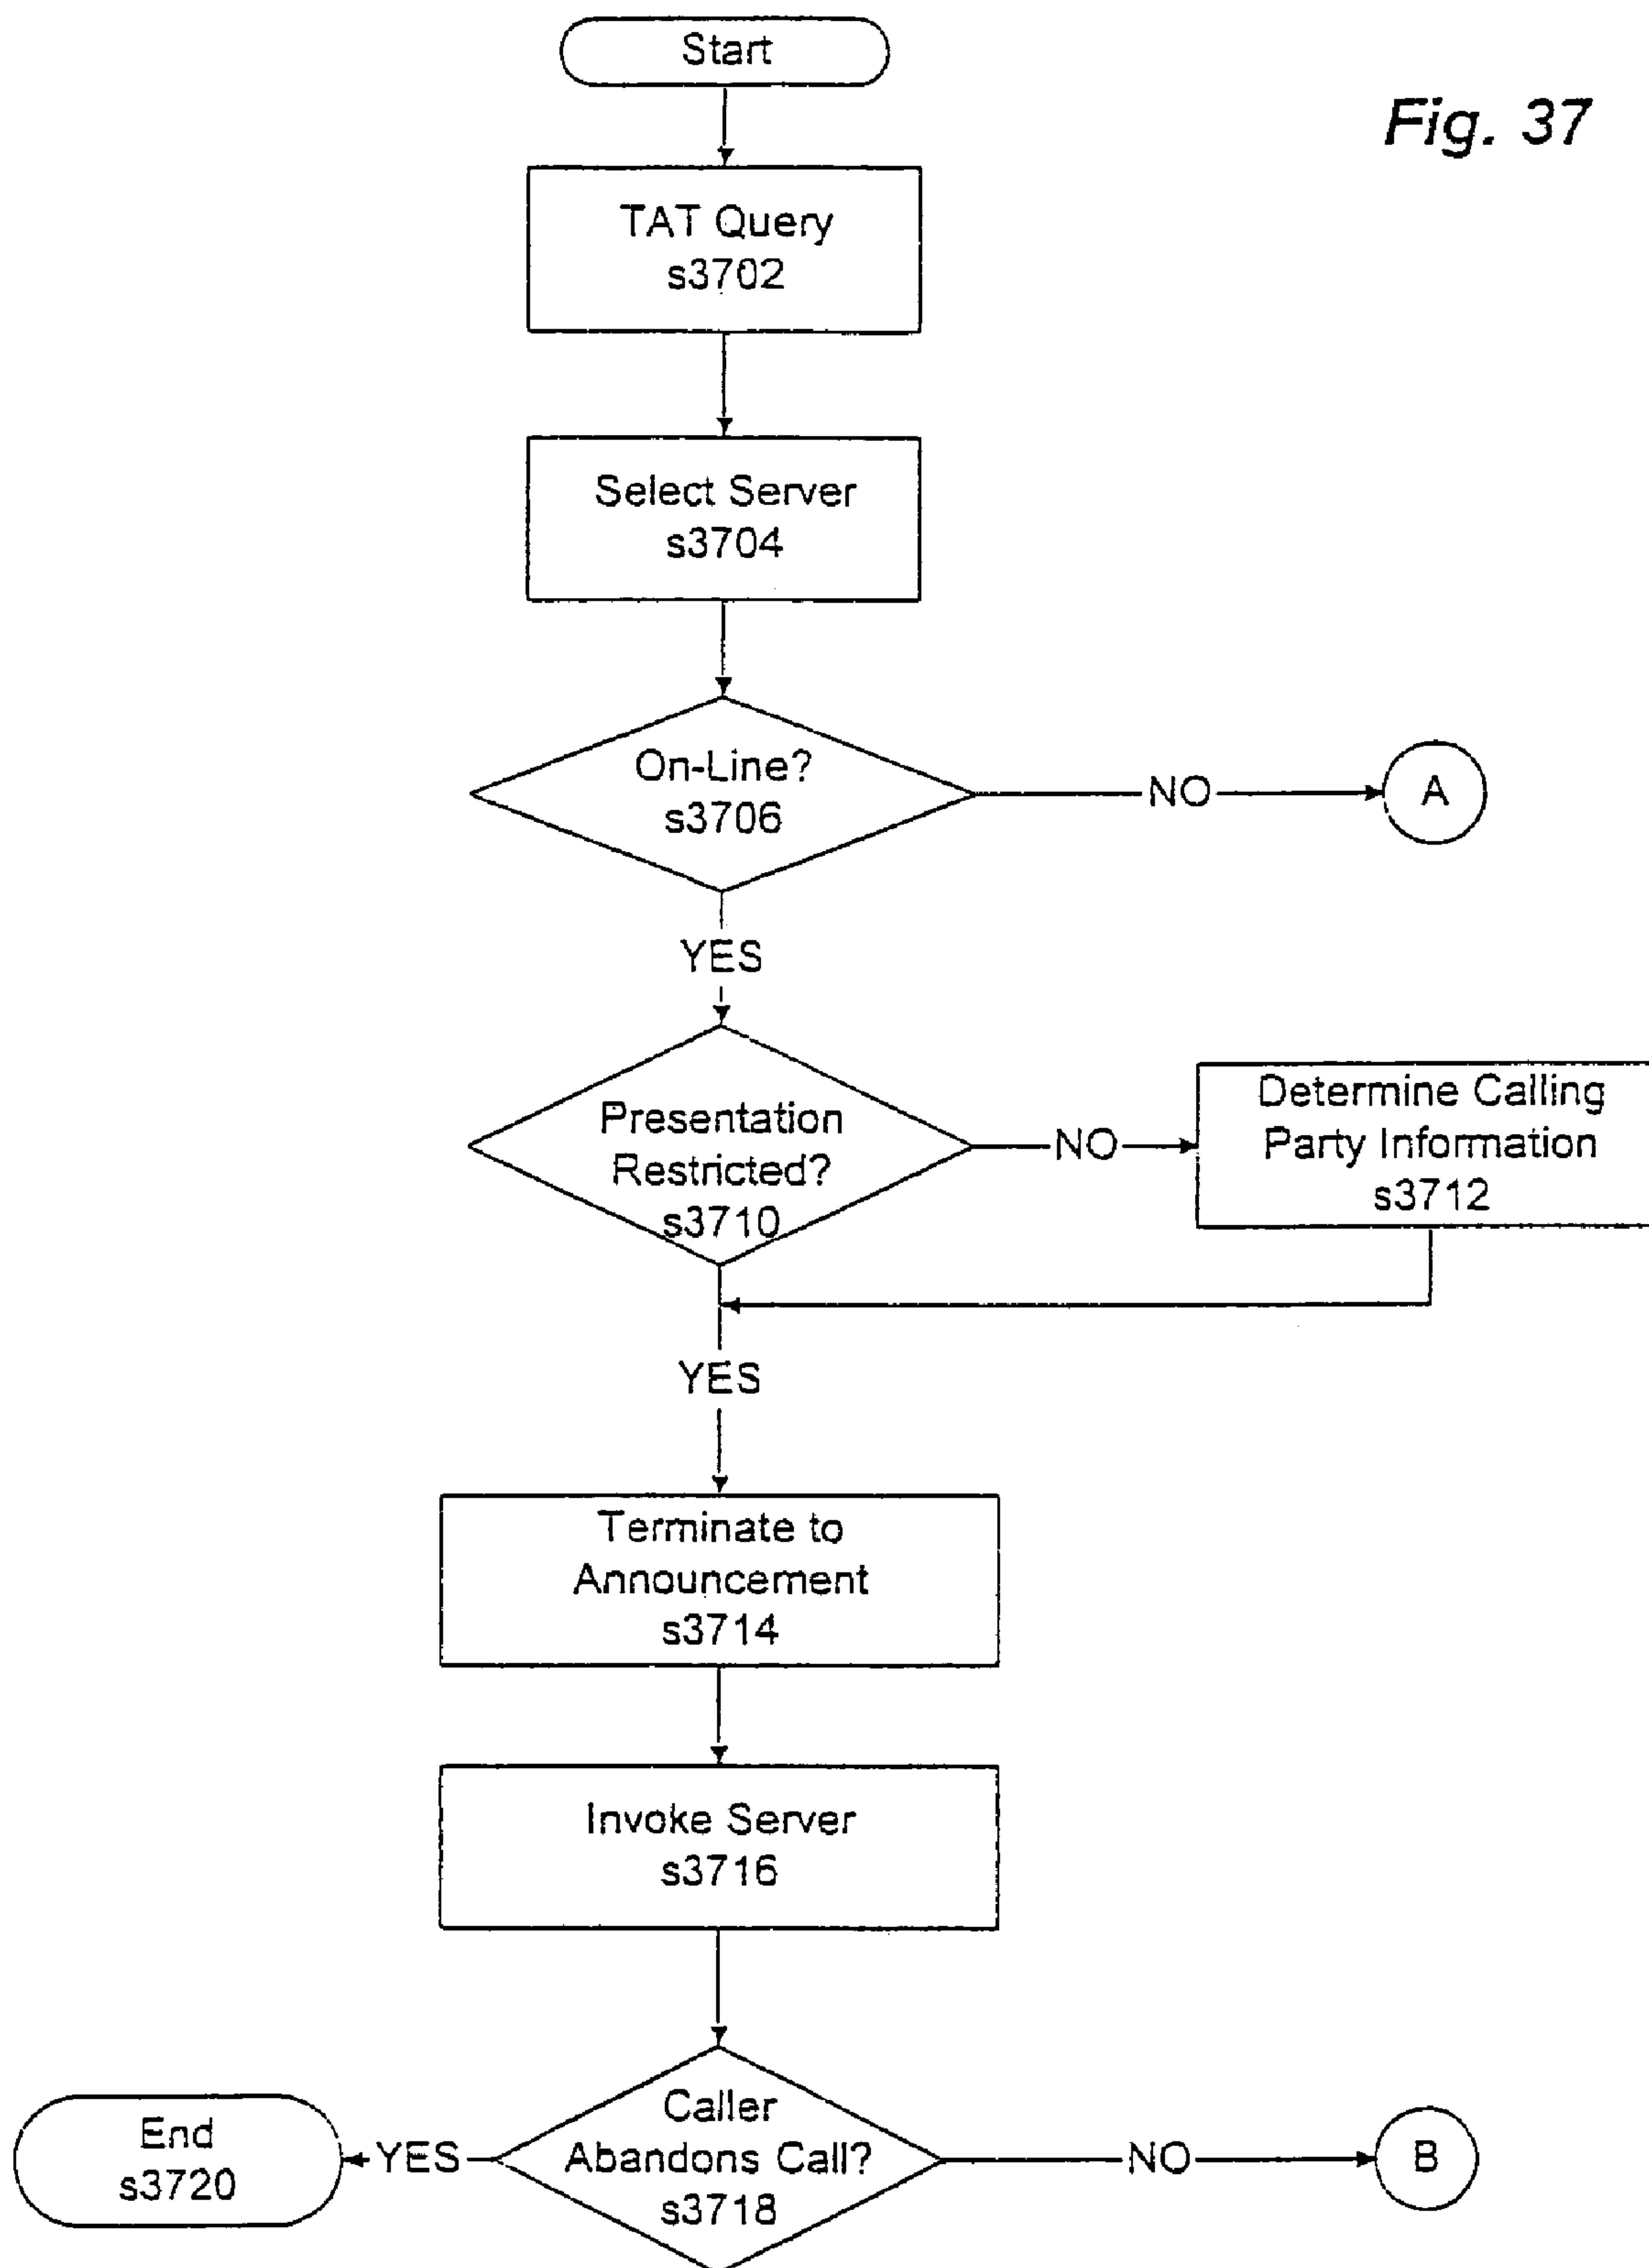 Start
Fig. 37
TAT Query
s3702
Select Server
s3704
On-Line?
s3706
NO
A
YES
Presentation
Restricted?
s3710
NO
Determine Calling
Party Information
s3712
YES
Terminate to
Announcement
s3714
Invoke Server
s3716
Caller
Abandons Call?
s3718
YES
End
s3720
NO
B